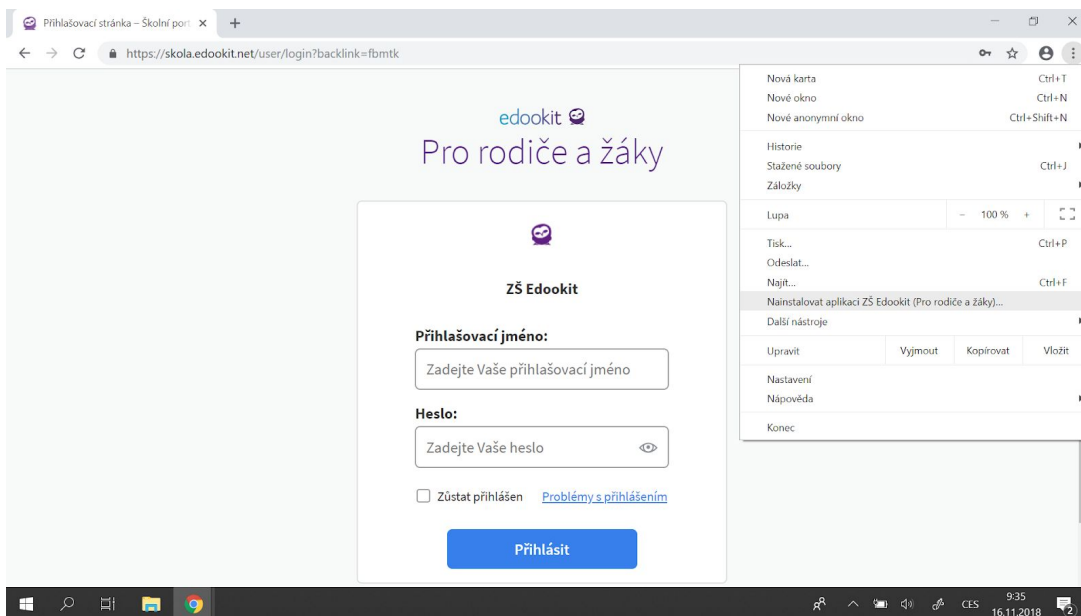 Přihlašovací stránka – Školní port
https://skola.edookit.net/user/login?backlink=fbmtk
edookit
Pro rodiče a žáky
ZŠ Edookit
Přihlašovací jméno:
Zadejte Vaše přihlašovací jméno
Heslo:
Zadejte Vaše heslo
Zůstat přihlášen Problémy s přihlášením
Přihlásit
Nová karta Ctrl+T
Nové okno Ctrl+N
Nové anonymní okno Ctrl+Shift+N
Historie
Stažené soubory Ctrl+J
Záložky
Lupa − 100 % +
Tisk... Ctrl+P
Odeslat...
Najít... Ctrl+F
Nainstalovat aplikaci ZŠ Edookit (Pro rodiče a žáky)...
Další nástroje
Upravit Vyjmout Kopírovat Vložit
Nastavení
Nápověda
Konec
CES
9:35
16.11.2018
2